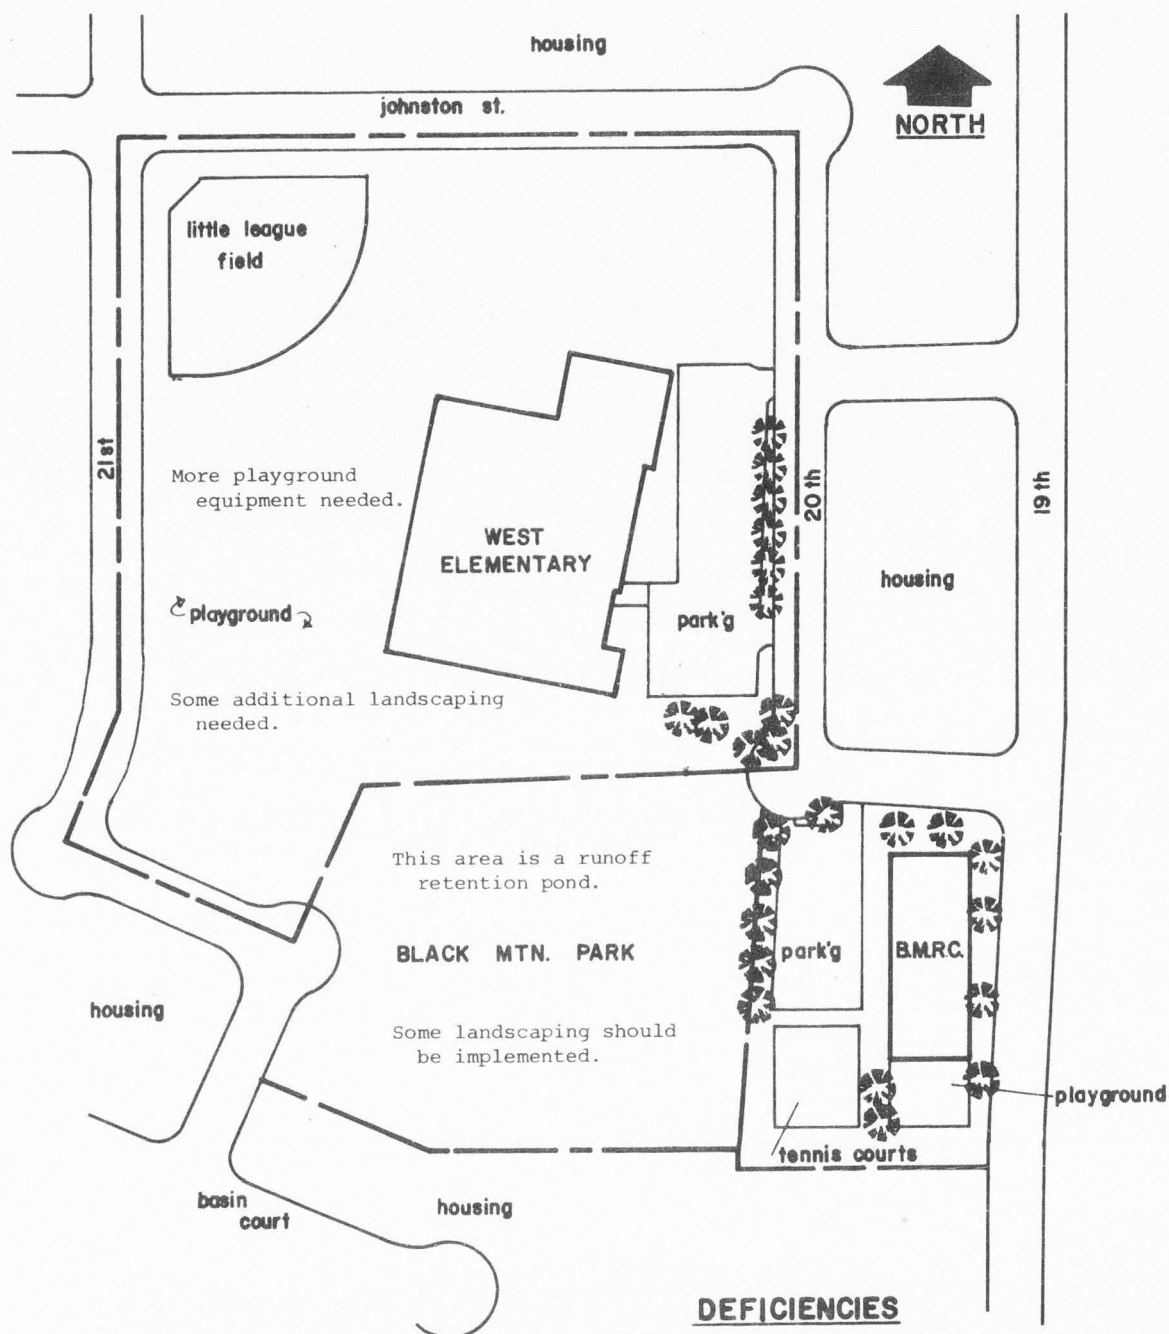 housing
johnston st.
NORTH
little league
field
21st
More playground
equipment needed.
WEST
ELEMENTARY
20th
19th
housing
playground
park'g
Some additional landscaping
needed.
This area is a runoff
retention pond.
BLACK MTN. PARK
park'g
B.M.R.C.
housing
Some landscaping should
be implemented.
playground
tennis courts
basin
court
housing
DEFICIENCIES